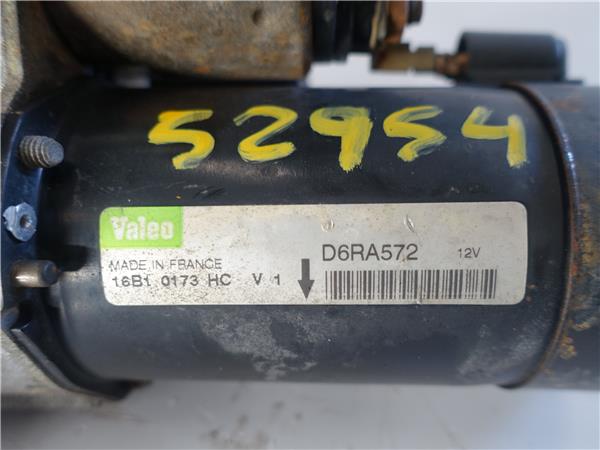 52954
Valeo
D6RA572 12V
MADE IN FRANCE
16B1 0173 HC V 1